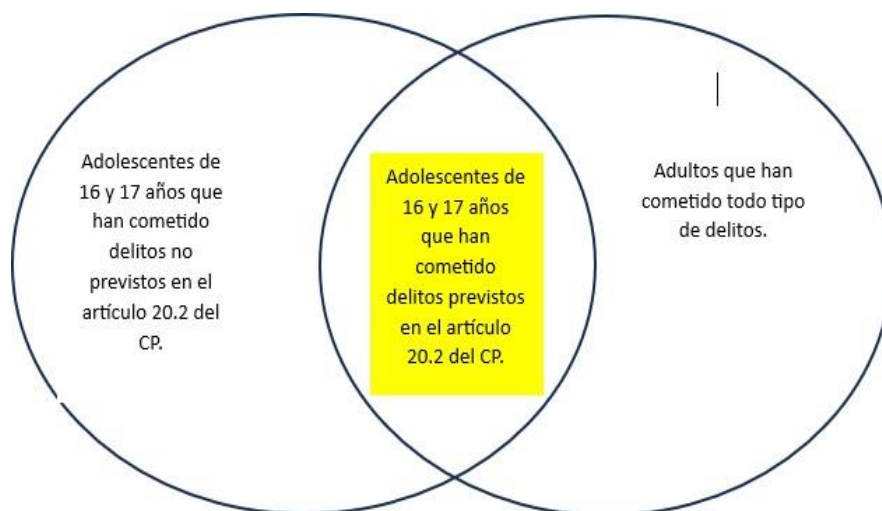 Adolescentes de
16 y 17 años que
han cometido
delitos no
previstos en el
artículo 20.2 del
CP.
Adolescentes de
16 y 17 años
que han
cometido
delitos previstos
en el artículo
20.2 del CP.
Adultos que han
cometido todo tipo
de delitos.